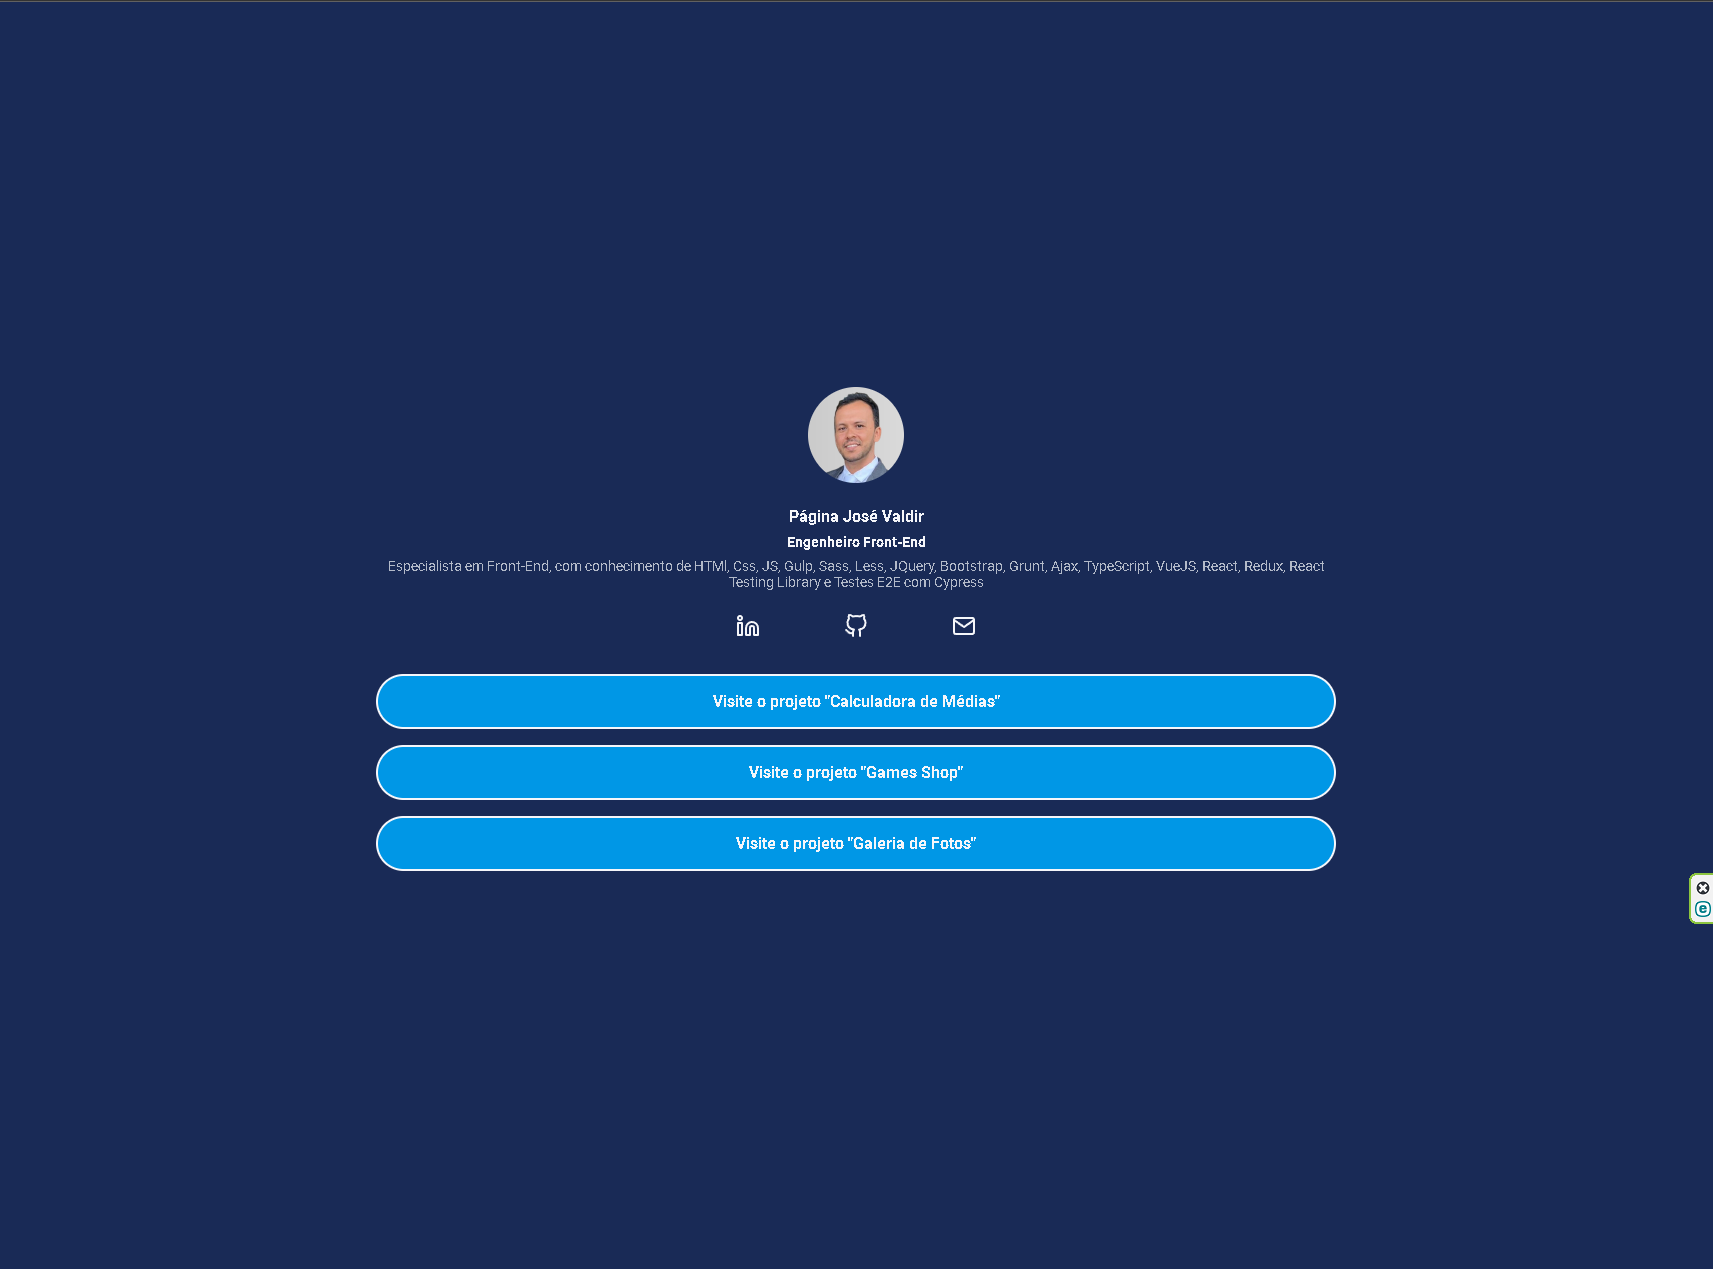 Página José Valdir
Engenheiro Front-End
Especialista em Front-End, com conhecimento de HTMl, Css, JS, Gulp, Sass, Less, JQuery, Bootstrap, Grunt, Ajax, TypeScript, VueJS, React, Redux, React
Testing Library e Testes E2E com Cypress
Visite o projeto "Calculadora de Médias"
Visite o projeto "Games Shop"
Visite o projeto "Galeria de Fotos"